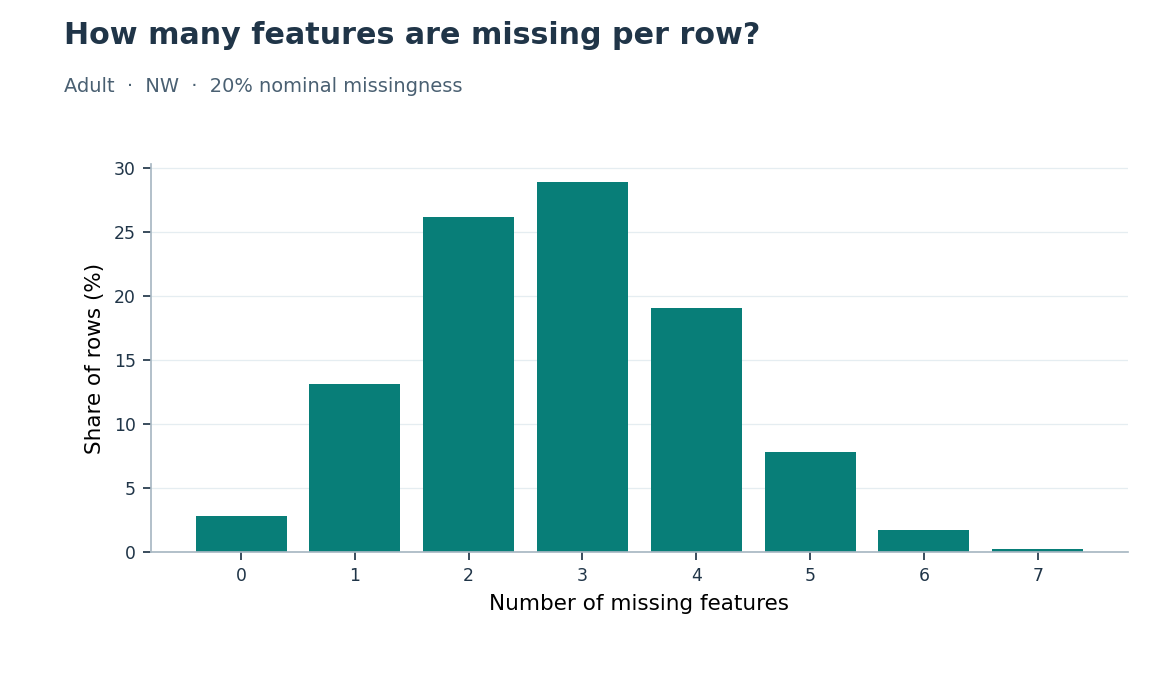 How many features are missing per row?
Adult · NW · 20% nominal missingness
30
25
20
15
10
5
0
Share of rows (%)
0 1 2 3 4 5 6 7
Number of missing features